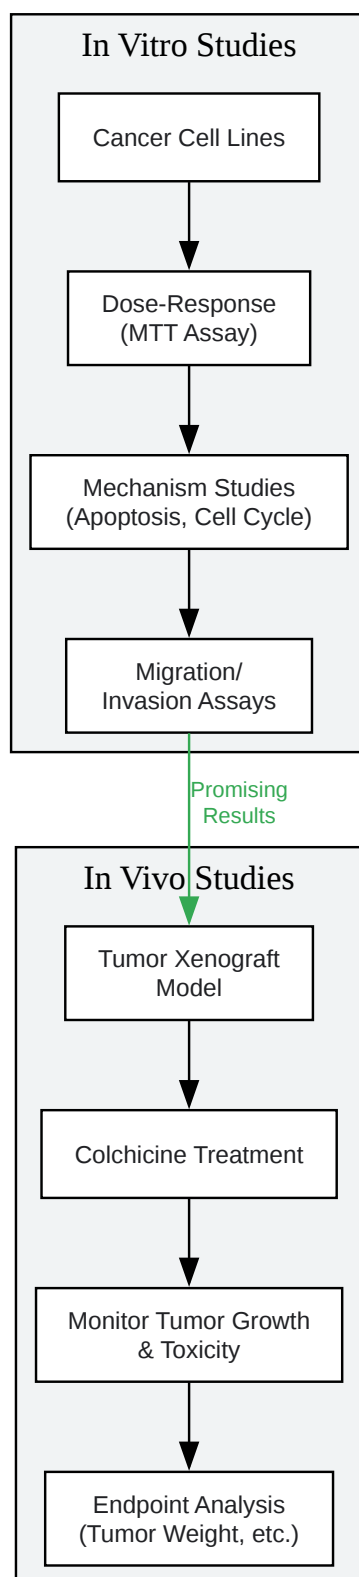 In Vitro Studies
Cancer Cell Lines
Dose-Response
(MTT Assay)
Mechanism Studies
(Apoptosis, Cell Cycle)
Migration/
Invasion Assays
Promising
Results
In Vivo Studies
Tumor Xenograft
Model
Colchicine Treatment
Monitor Tumor Growth
& Toxicity
Endpoint Analysis
(Tumor Weight, etc.)